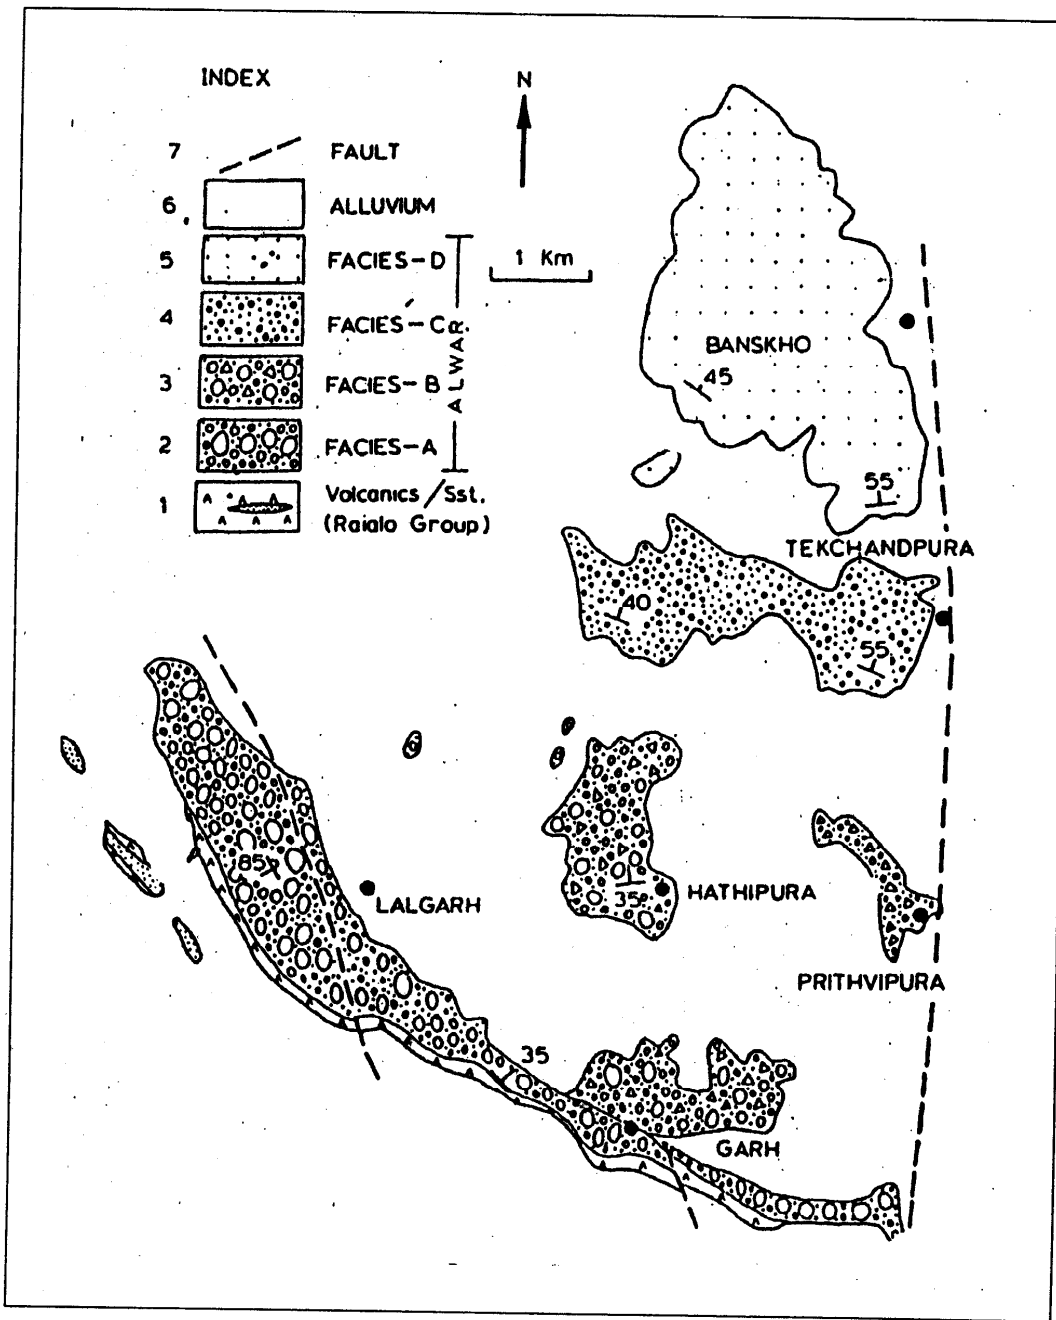 INDEX
N
7 FAULT
6 ALLUVIUM
5 FACIES-D
4 FACIES-C
3 FACIES-B
2 FACIES-A
ALWAR
1 Volcanics/Sst.
(Raialo Group)
1 Km
BANSKHO
45
55
TEKCHANDPURA
40
55
85
LALGARH
35
HATHIPURA
PRITHVIPURA
35
GARH